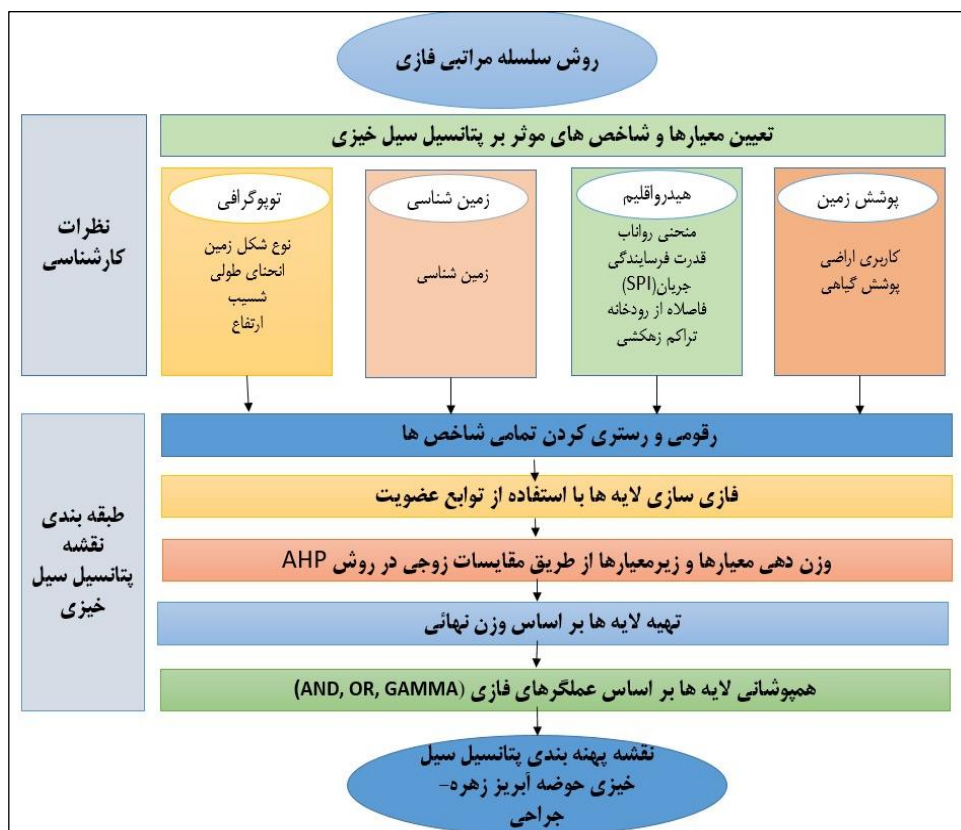 روش سلسله مراتبی فازی
تعیین معیارها و شاخص های موثر بر پتانسیل سیل خیزی
نظرات
کارشناسی
پوشش زمین
کاربری اراضی
پوشش گیاهی
هیدرواقلیم
منحنی رواناب
قدرت فرسایندگی
جریان(SPI)
فاصلاه از رودخانه
تراکم زهکشی
زمین شناسی
زمین شناسی
توپوگرافی
نوع شکل زمین
انحنای طولی
شسیب
ارتفاع
طبقه بندی
نقشه
پتانسیل سیل
خیزی
رقومی و رستری کردن تمامی شاخص ها
فازی سازی لایه ها با استفاده از توابع عضویت
وزن دهی معیارها و زیرمعیارها از طریق مقایسات زوجی در روش AHP
تهیه لایه ها بر اساس وزن نهائی
همپوشانی لایه ها بر اساس عملگرهای فازی (AND, OR, GAMMA)
نقشه پهنه بندی پتانسیل سیل
خیزی حوضه آبریز زهره-
جراحی